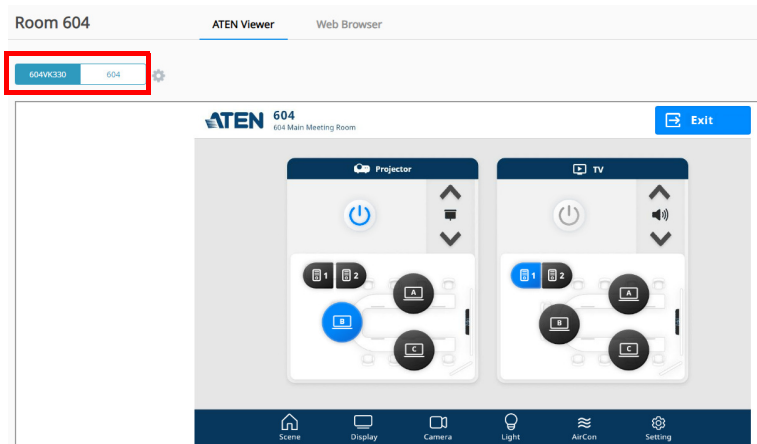 Room 604
ATEN Viewer
Web Browser
604VK330
604
ATEN
604
604 Main Meeting Room
Exit
Projector
TV
1
2
A
B
C
1
2
A
B
C
Scene
Display
Camera
Light
AirCon
Setting